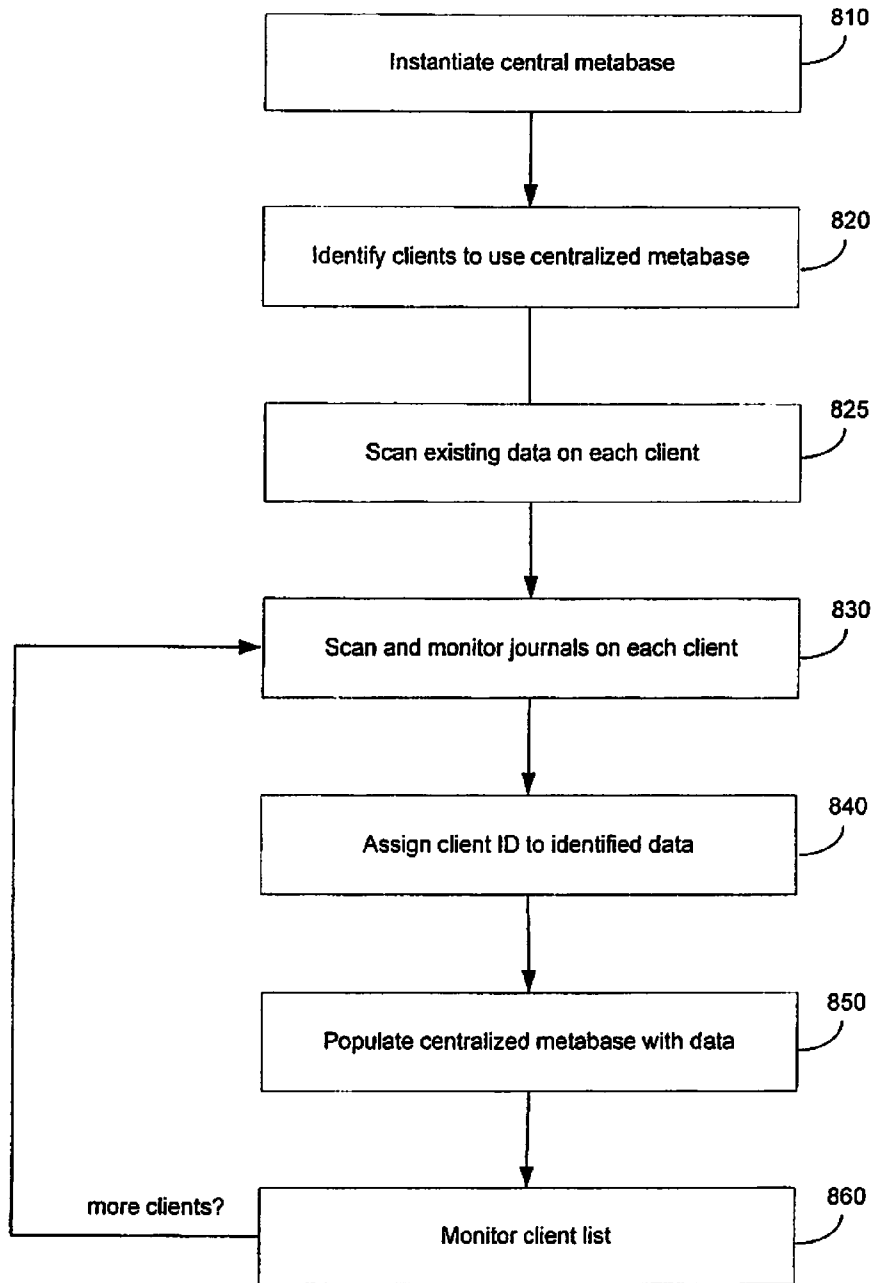 810
Instantiate central metabase
820
Identify clients to use centralized metabase
825
Scan existing data on each client
830
Scan and monitor journals on each client
840
Assign client ID to identified data
850
Populate centralized metabase with data
860
more clients?
Monitor client list